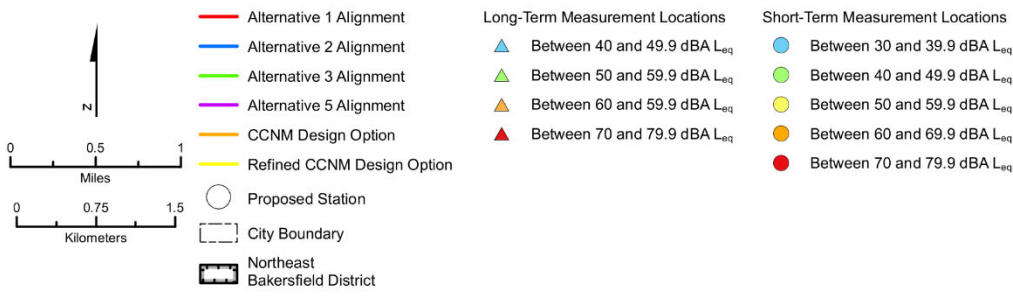 N
0 0.5 1
Miles
0 0.75 1.5
Kilometers
Alternative 1 Alignment
Alternative 2 Alignment
Alternative 3 Alignment
Alternative 5 Alignment
CCNM Design Option
Refined CCNM Design Option
Proposed Station
City Boundary
Northeast
Bakersfield District
Long-Term Measurement Locations
Between 40 and 49.9 dBA Leq
Between 50 and 59.9 dBA Leq
Between 60 and 59.9 dBA Leq
Between 70 and 79.9 dBA Leq
Short-Term Measurement Locations
Between 30 and 39.9 dBA Leq
Between 40 and 49.9 dBA Leq
Between 50 and 59.9 dBA Leq
Between 60 and 69.9 dBA Leq
Between 70 and 79.9 dBA Leq